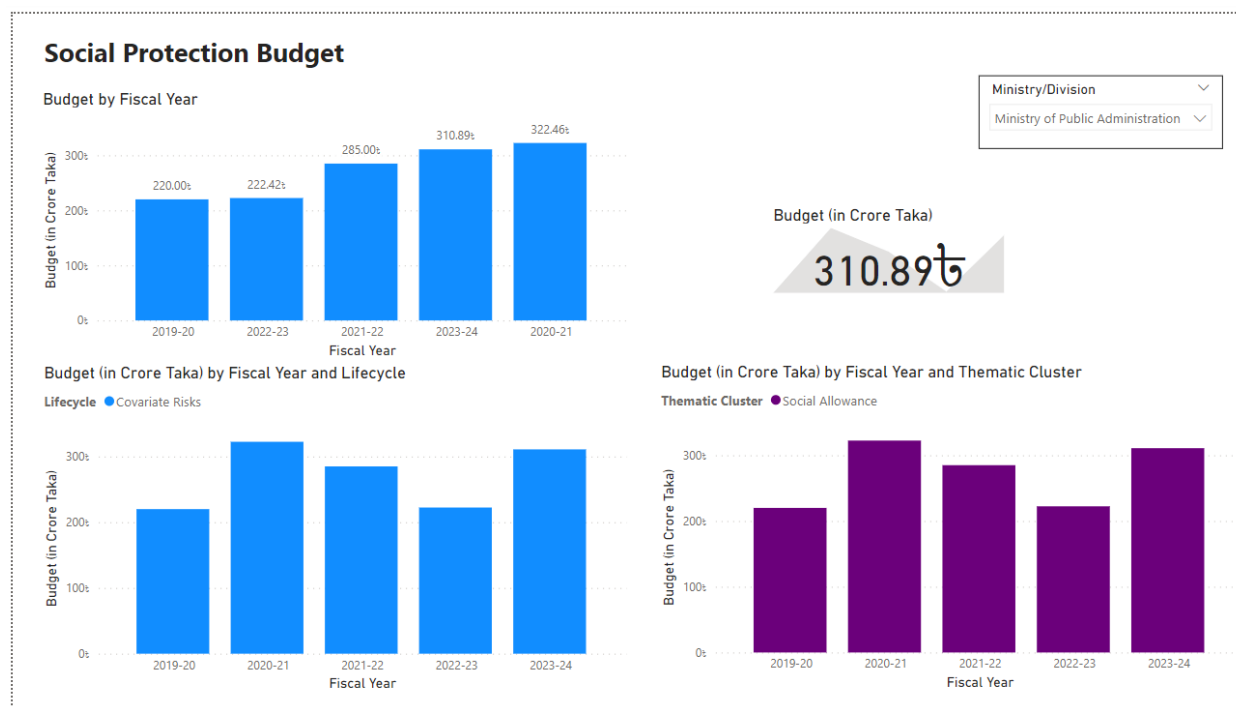 Social Protection Budget
Budget by Fiscal Year
Budget (in Crore Taka)
300৳
200৳
100৳
0৳
220.00৳
222.42৳
285.00৳
310.89৳
322.46৳
2019-20
2022-23
2021-22
2023-24
2020-21
Fiscal Year
Ministry/Division
Ministry of Public Administration
Budget (in Crore Taka)
310.89৳
Budget (in Crore Taka) by Fiscal Year and Lifecycle
Lifecycle Covariate Risks
Budget (in Crore Taka)
300৳
200৳
100৳
0৳
2019-20
2020-21
2021-22
2022-23
2023-24
Fiscal Year
Budget (in Crore Taka) by Fiscal Year and Thematic Cluster
Thematic Cluster Social Allowance
Budget (in Crore Taka)
300৳
200৳
100৳
0৳
2019-20
2020-21
2021-22
2022-23
2023-24
Fiscal Year